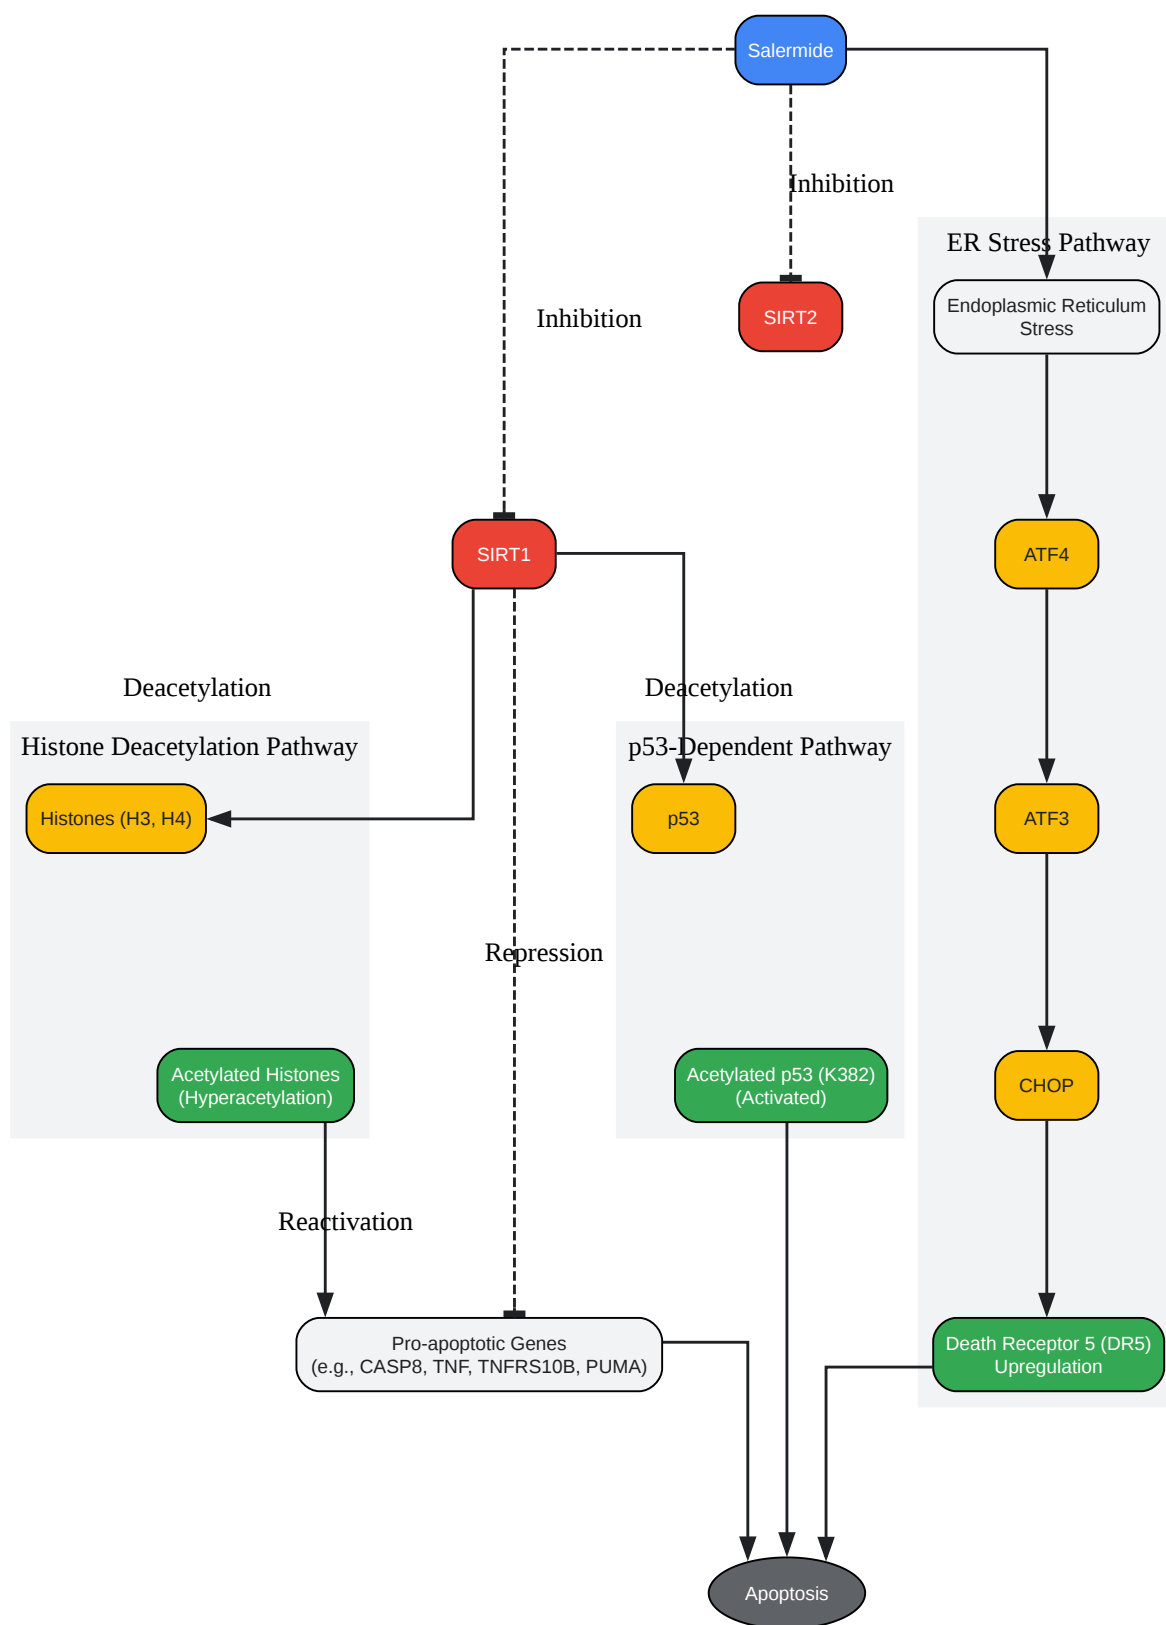 Salermide
Inhibition
ER Stress Pathway
Endoplasmic Reticulum
Stress
Inhibition
SIRT2
SIRT1
ATF4
Deacetylation
Deacetylation
Histone Deacetylation Pathway
p53-Dependent Pathway
Histones (H3, H4)
p53
ATF3
Repression
Acetylated Histones
(Hyperacetylation)
Acetylated p53 (K382)
(Activated)
CHOP
Reactivation
Pro-apoptotic Genes
(e.g., CASP8, TNF, TNFRS10B, PUMA)
Death Receptor 5 (DR5)
Upregulation
Apoptosis